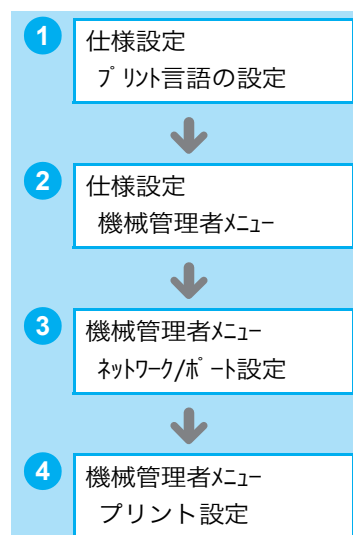 1
仕様設定
プリント言語の設定
2
仕様設定
機械管理者メニュー
3
機械管理者メニュー
ネットワーク/ポート設定
4
機械管理者メニュー
プリント設定